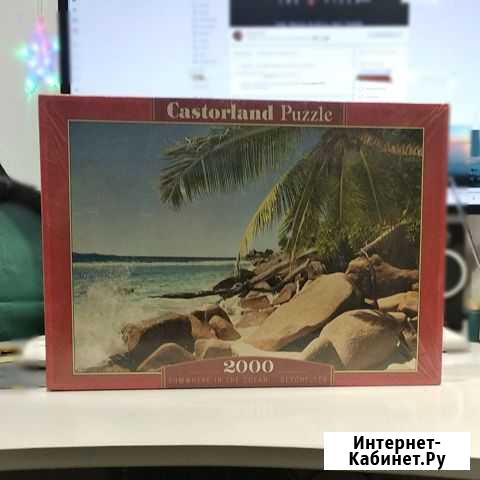 Castorland Puzzle
2000
SOMEWHERE IN THE OCEAN... SEYCHELLES
Интернет-
Кабинет.Ру